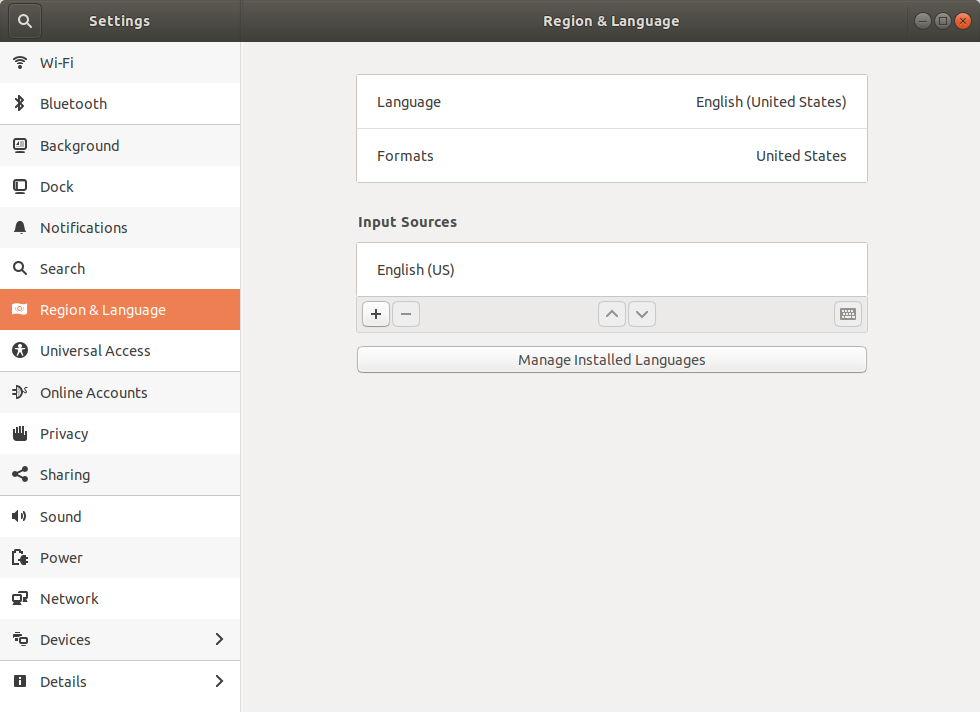 Settings
Region & Language
Wi-Fi
Bluetooth
Background
Dock
Notifications
Search
Region & Language
Universal Access
Online Accounts
Privacy
Sharing
Sound
Power
Network
Devices
Details
Language English (United States)
Formats United States
Input Sources
English (US)
Manage Installed Languages